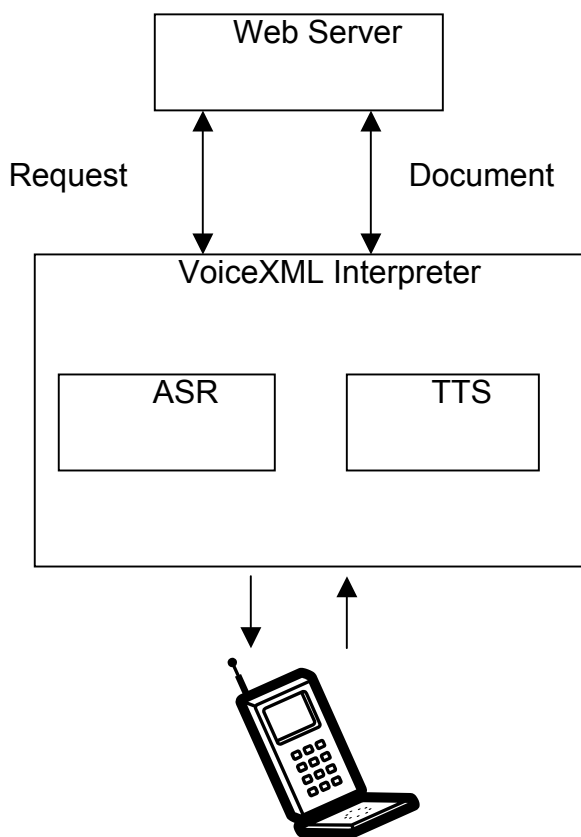 Web Server
Request
Document
VoiceXML Interpreter
ASR
TTS